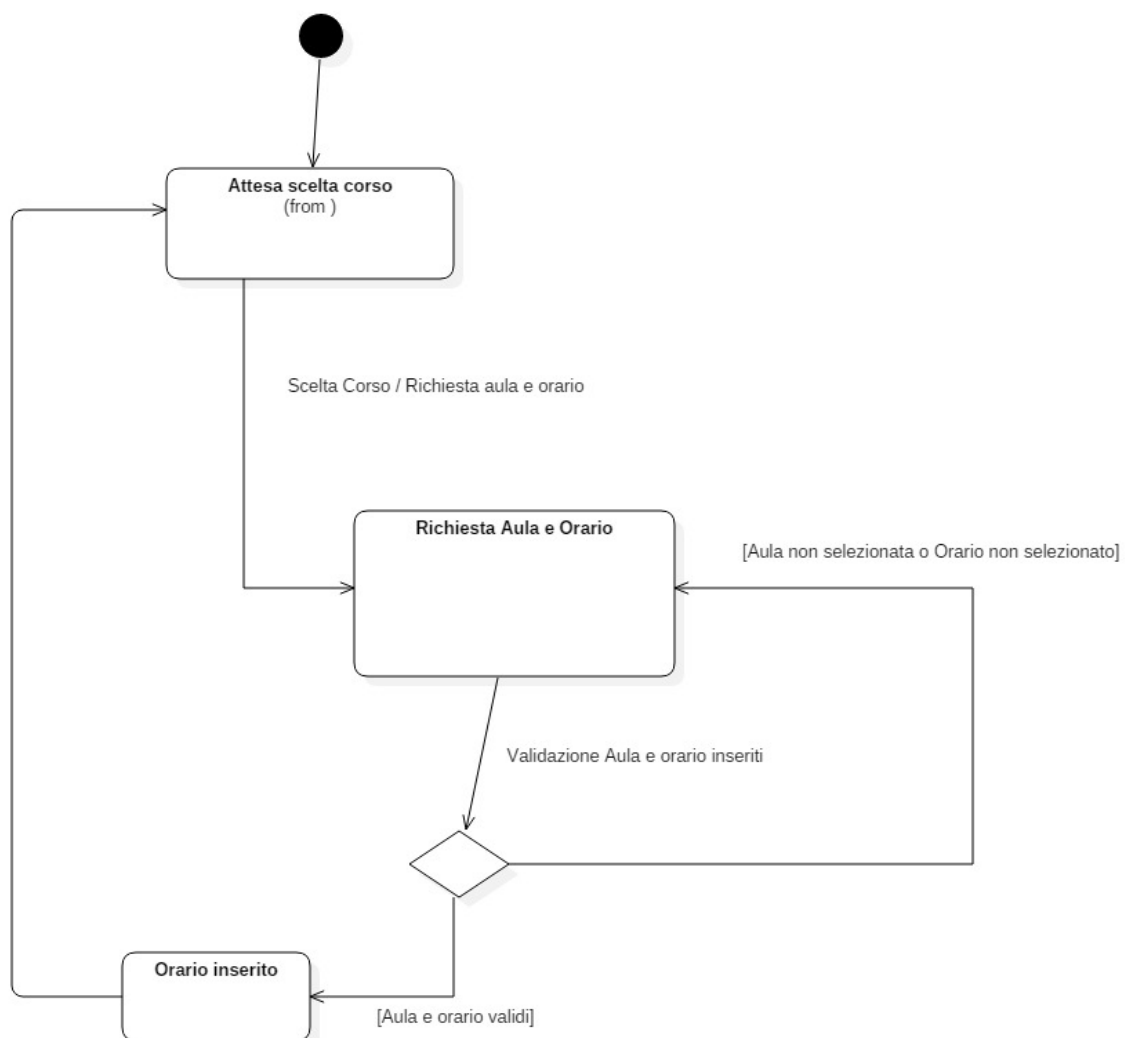 Attesa scelta corso
(from )
Scelta Corso / Richiesta aula e orario
Richiesta Aula e Orario
[Aula non selezionata o Orario non selezionato]
Validazione Aula e orario inseriti
Orario inserito
[Aula e orario validi]